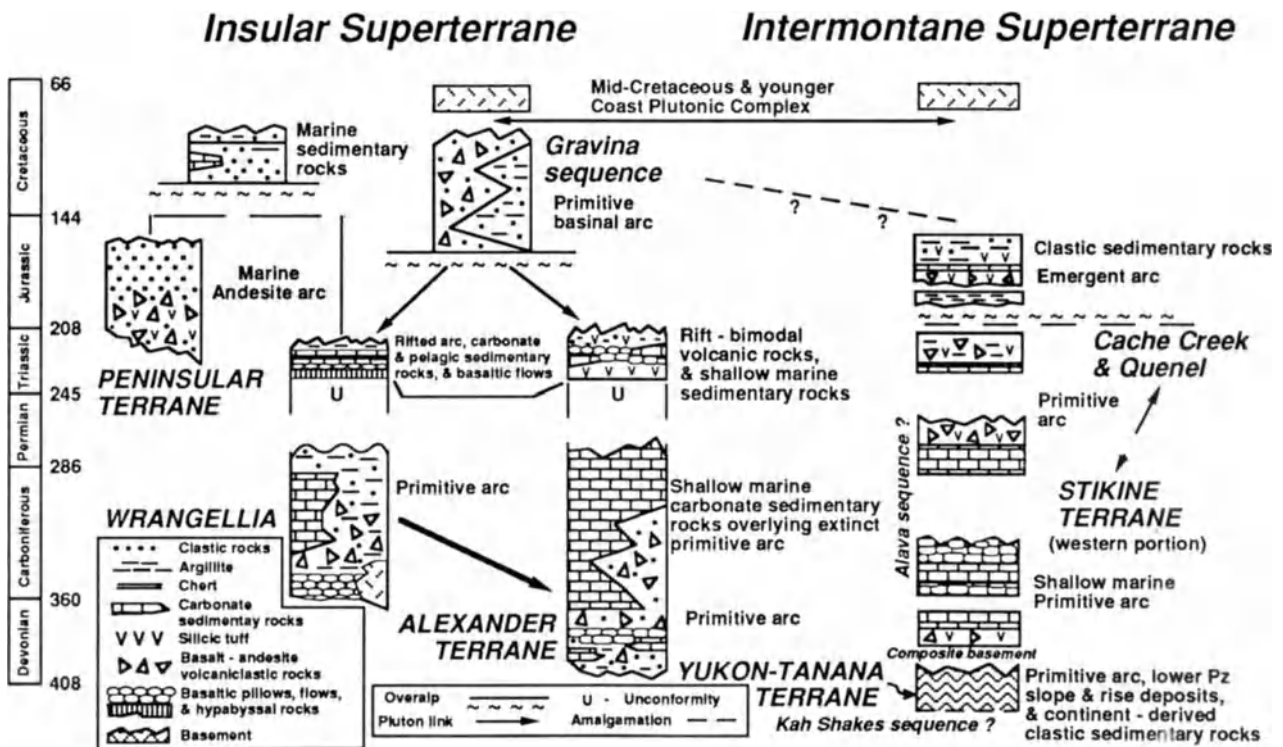 Insular Superterrane
Intermontane Superterrane
66
144
208
245
286
360
408
Cretaceous
Jurassic
Triassic
Permian
Carboniferous
Devonian
Mid-Cretaceous & younger
Coast Plutonic Complex
Marine
sedimentary
rocks
Gravina
sequence
Primitive
basinal arc
?
?
Marine
Andesite arc
PENINSULAR
TERRANE
Rifted arc, carbonate
& pelagic sedimentary
rocks, & basaltic flows
U
U
Rift - bimodal
volcanic rocks,
& shallow marine
sedimentary rocks
Clastic sedimentary rocks
Emergent arc
Cache Creek
& Quenel
Primitive
arc
Alava sequence ?
STIKINE
TERRANE
(western portion)
Shallow marine
Primitive arc
Composite basement
Primitive arc
WRANGELLIA
Shallow marine
carbonate sedimentary
rocks overlying extinct
primitive arc
Primitive arc
ALEXANDER
TERRANE
YUKON-TANANA
TERRANE
Kah Shakes sequence ?
Primitive arc, lower Pz
slope & rise deposits,
& continent - derived
clastic sedimentary rocks
Clastic rocks
Argillite
Chert
Carbonate
sedimentay rocks
Silicic tuff
Basalt - andesite
volcaniclastic rocks
Basaltic pillows, flows,
& hypabyssal rocks
Basement
Overalp
U - Unconformity
Pluton link
Amalgamation